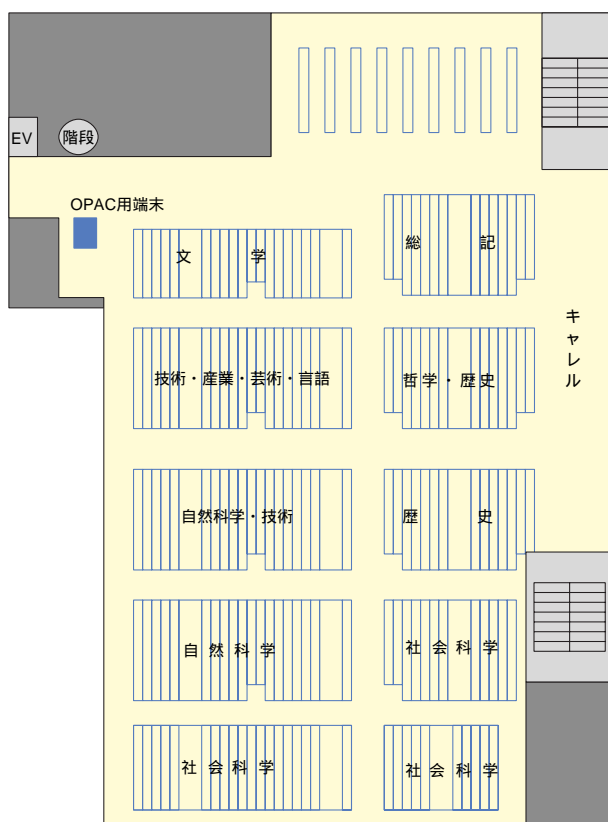 EV
階段
OPAC用端末
文学
総記
キャレル
技術・産業・芸術・言語
哲学・歴史
自然科学・技術
歴史
自然科学
社会科学
社会科学
社会科学